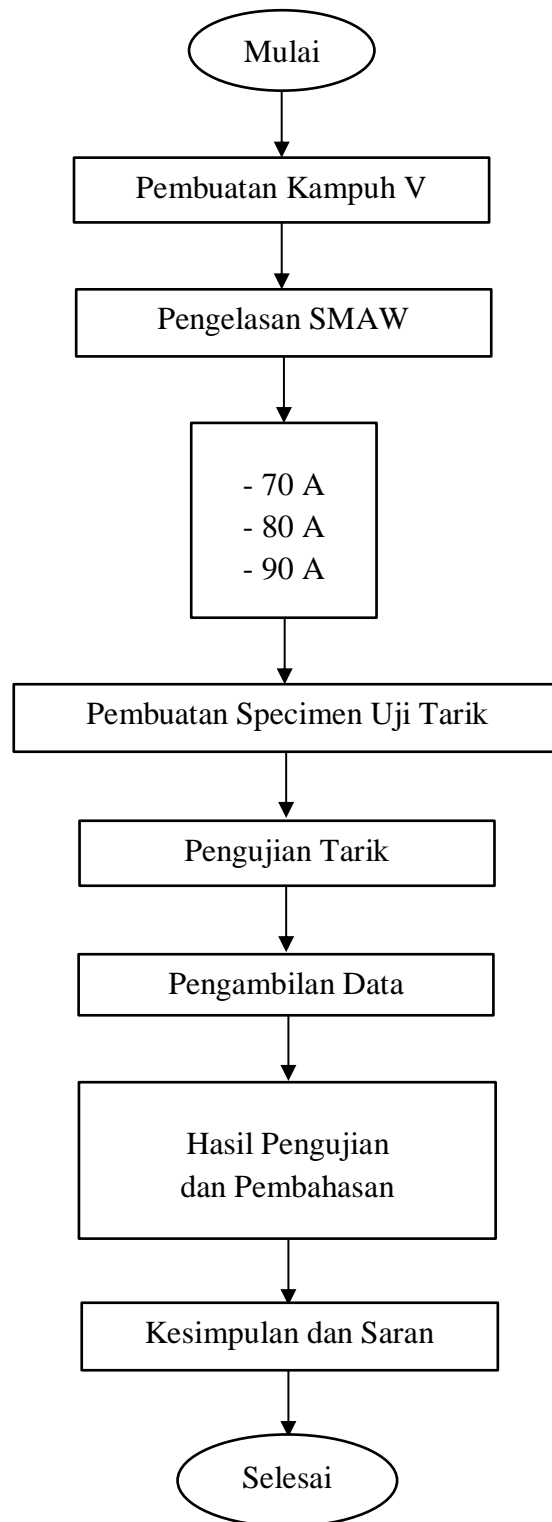 Mulai
Pembuatan Kampuh V
Pengelasan SMAW
- 70 A
- 80 A
- 90 A
Pembuatan Specimen Uji Tarik
Pengujian Tarik
Pengambilan Data
Hasil Pengujian
dan Pembahasan
Kesimpulan dan Saran
Selesai